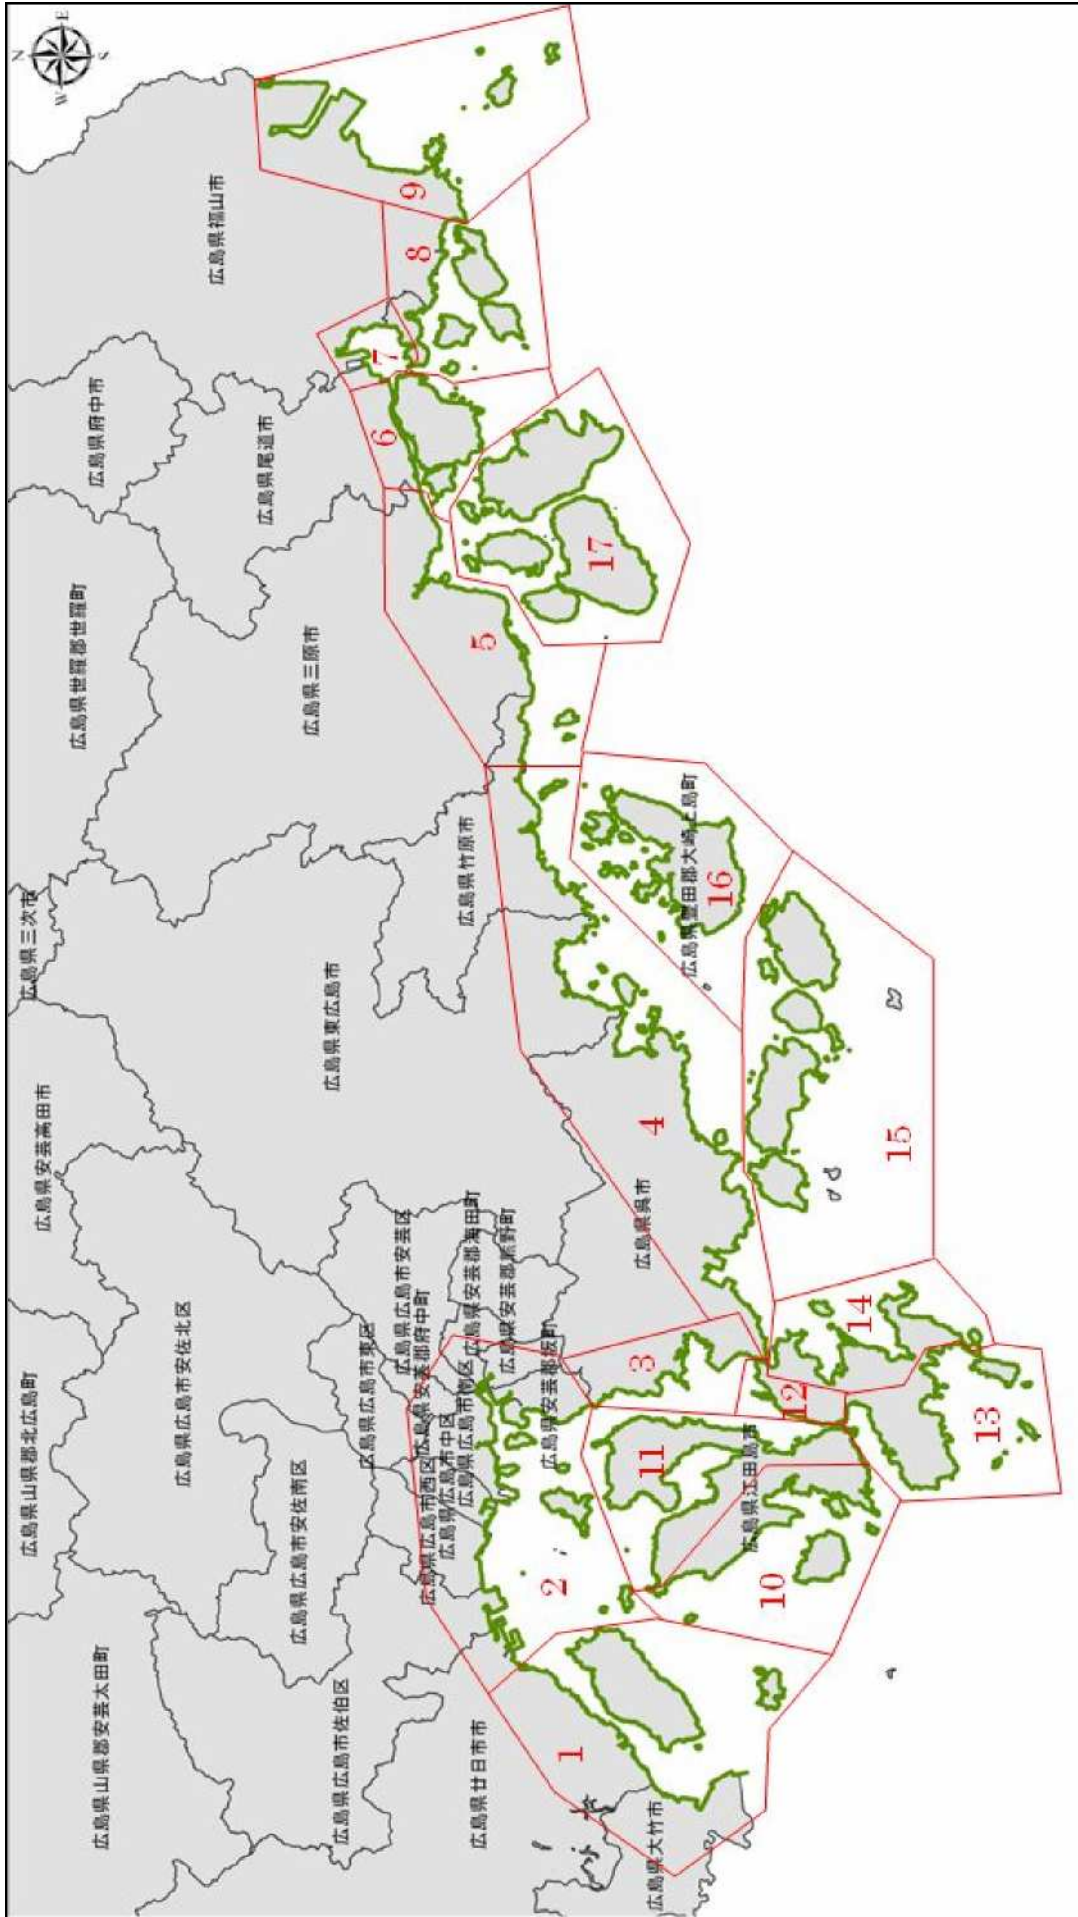 N
W
E
S
広島県山県郡北広島町
広島県三次市
広島県安芸高田市
広島県世羅郡世羅町
広島県山県郡安芸太田町
広島県府中市
広島県広島市安佐北区
広島県福山市
広島県尾道市
広島県広島市安佐南区
広島県三原市
広島県東広島市
広島県広島市佐伯区
広島県広島市東区
広島県広島市安芸区
広島県安芸郡府中町
広島県広島市西区
広島県広島市中区
広島県広島市南区
広島県安芸郡海田町
広島県竹原市
広島県廿日市市
広島県安芸郡熊野町
広島県安芸郡坂町
広島県呉市
広島県大竹市
広島県豊田郡大崎上島町
広島県江田島市
1
2
3
4
5
6
7
8
9
10
11
12
13
14
15
16
17